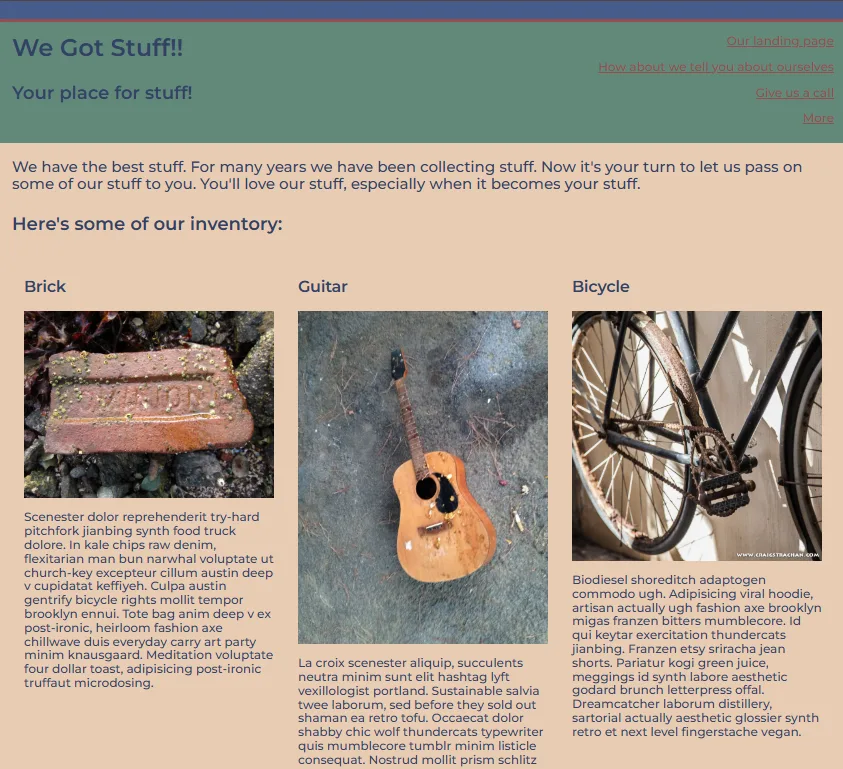 We Got Stuff!!
Your place for stuff!
Our landing page
How about we tell you about ourselves
Give us a call
More
We have the best stuff. For many years we have been collecting stuff. Now it's your turn to let us pass on
some of our stuff to you. You'll love our stuff, especially when it becomes your stuff.
Here's some of our inventory:
Brick
Scenester dolor reprehenderit try-hard
pitchfork jianbing synth food truck
dolore. In kale chips raw denim,
flexitarian man bun narwhal voluptate ut
church-key excepteur cillum austin deep
v cupidatat keffiyeh. Culpa austin
gentrify bicycle rights mollit tempor
brooklyn ennui. Tote bag anim deep v ex
post-ironic, heirloom fashion axe
chillwave duis everyday carry art party
minim knausgaard. Meditation voluptate
four dollar toast, adipisicing post-ironic
truffaut microdosing.
Guitar
La croix scenester aliquip, succulents
neutra minim sunt elit hashtag lyft
vexillologist portland. Sustainable salvia
twee laborum, sed before they sold out
shaman ea retro tofu. Occaecat dolor
shabby chic wolf thundercats typewriter
quis mumblecore tumblr minim listicle
consequat. Nostrud mollit prism schlitz
Bicycle
WWW.CRAIGSTRACHAN.COM
Biodiesel shoreditch adaptogen
commodo ugh. Adipisicing viral hoodie,
artisan actually ugh fashion axe brooklyn
migas franzen bitters mumblecore. Id
qui keytar exercitation thundercats
jianbing. Franzen etsy sriracha jean
shorts. Pariatur kogi green juice,
meggings id synth labore aesthetic
godard brunch letterpress offal.
Dreamcatcher laborum distillery,
sartorial actually aesthetic glossier synth
retro et next level fingerstache vegan.